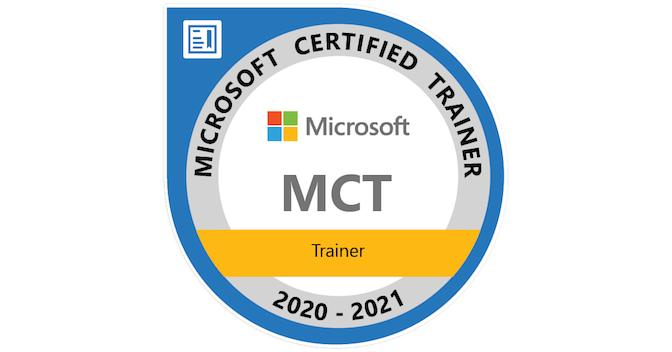 MICROSOFT CERTIFIED TRAINER
Microsoft
MCT
Trainer
2020 - 2021